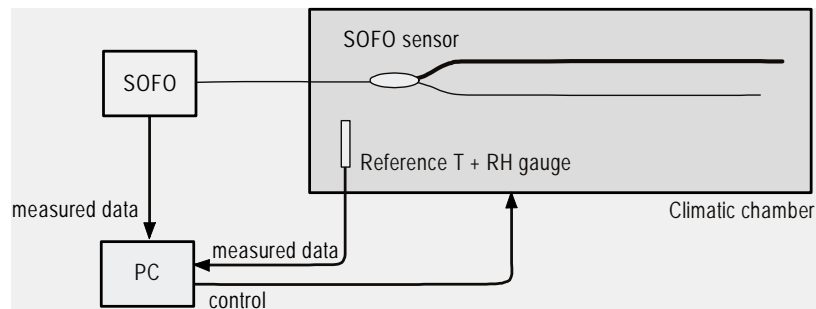 SOFO sensor
SOFO
Reference T + RH gauge
measured data
Climatic chamber
measured data
PC
control